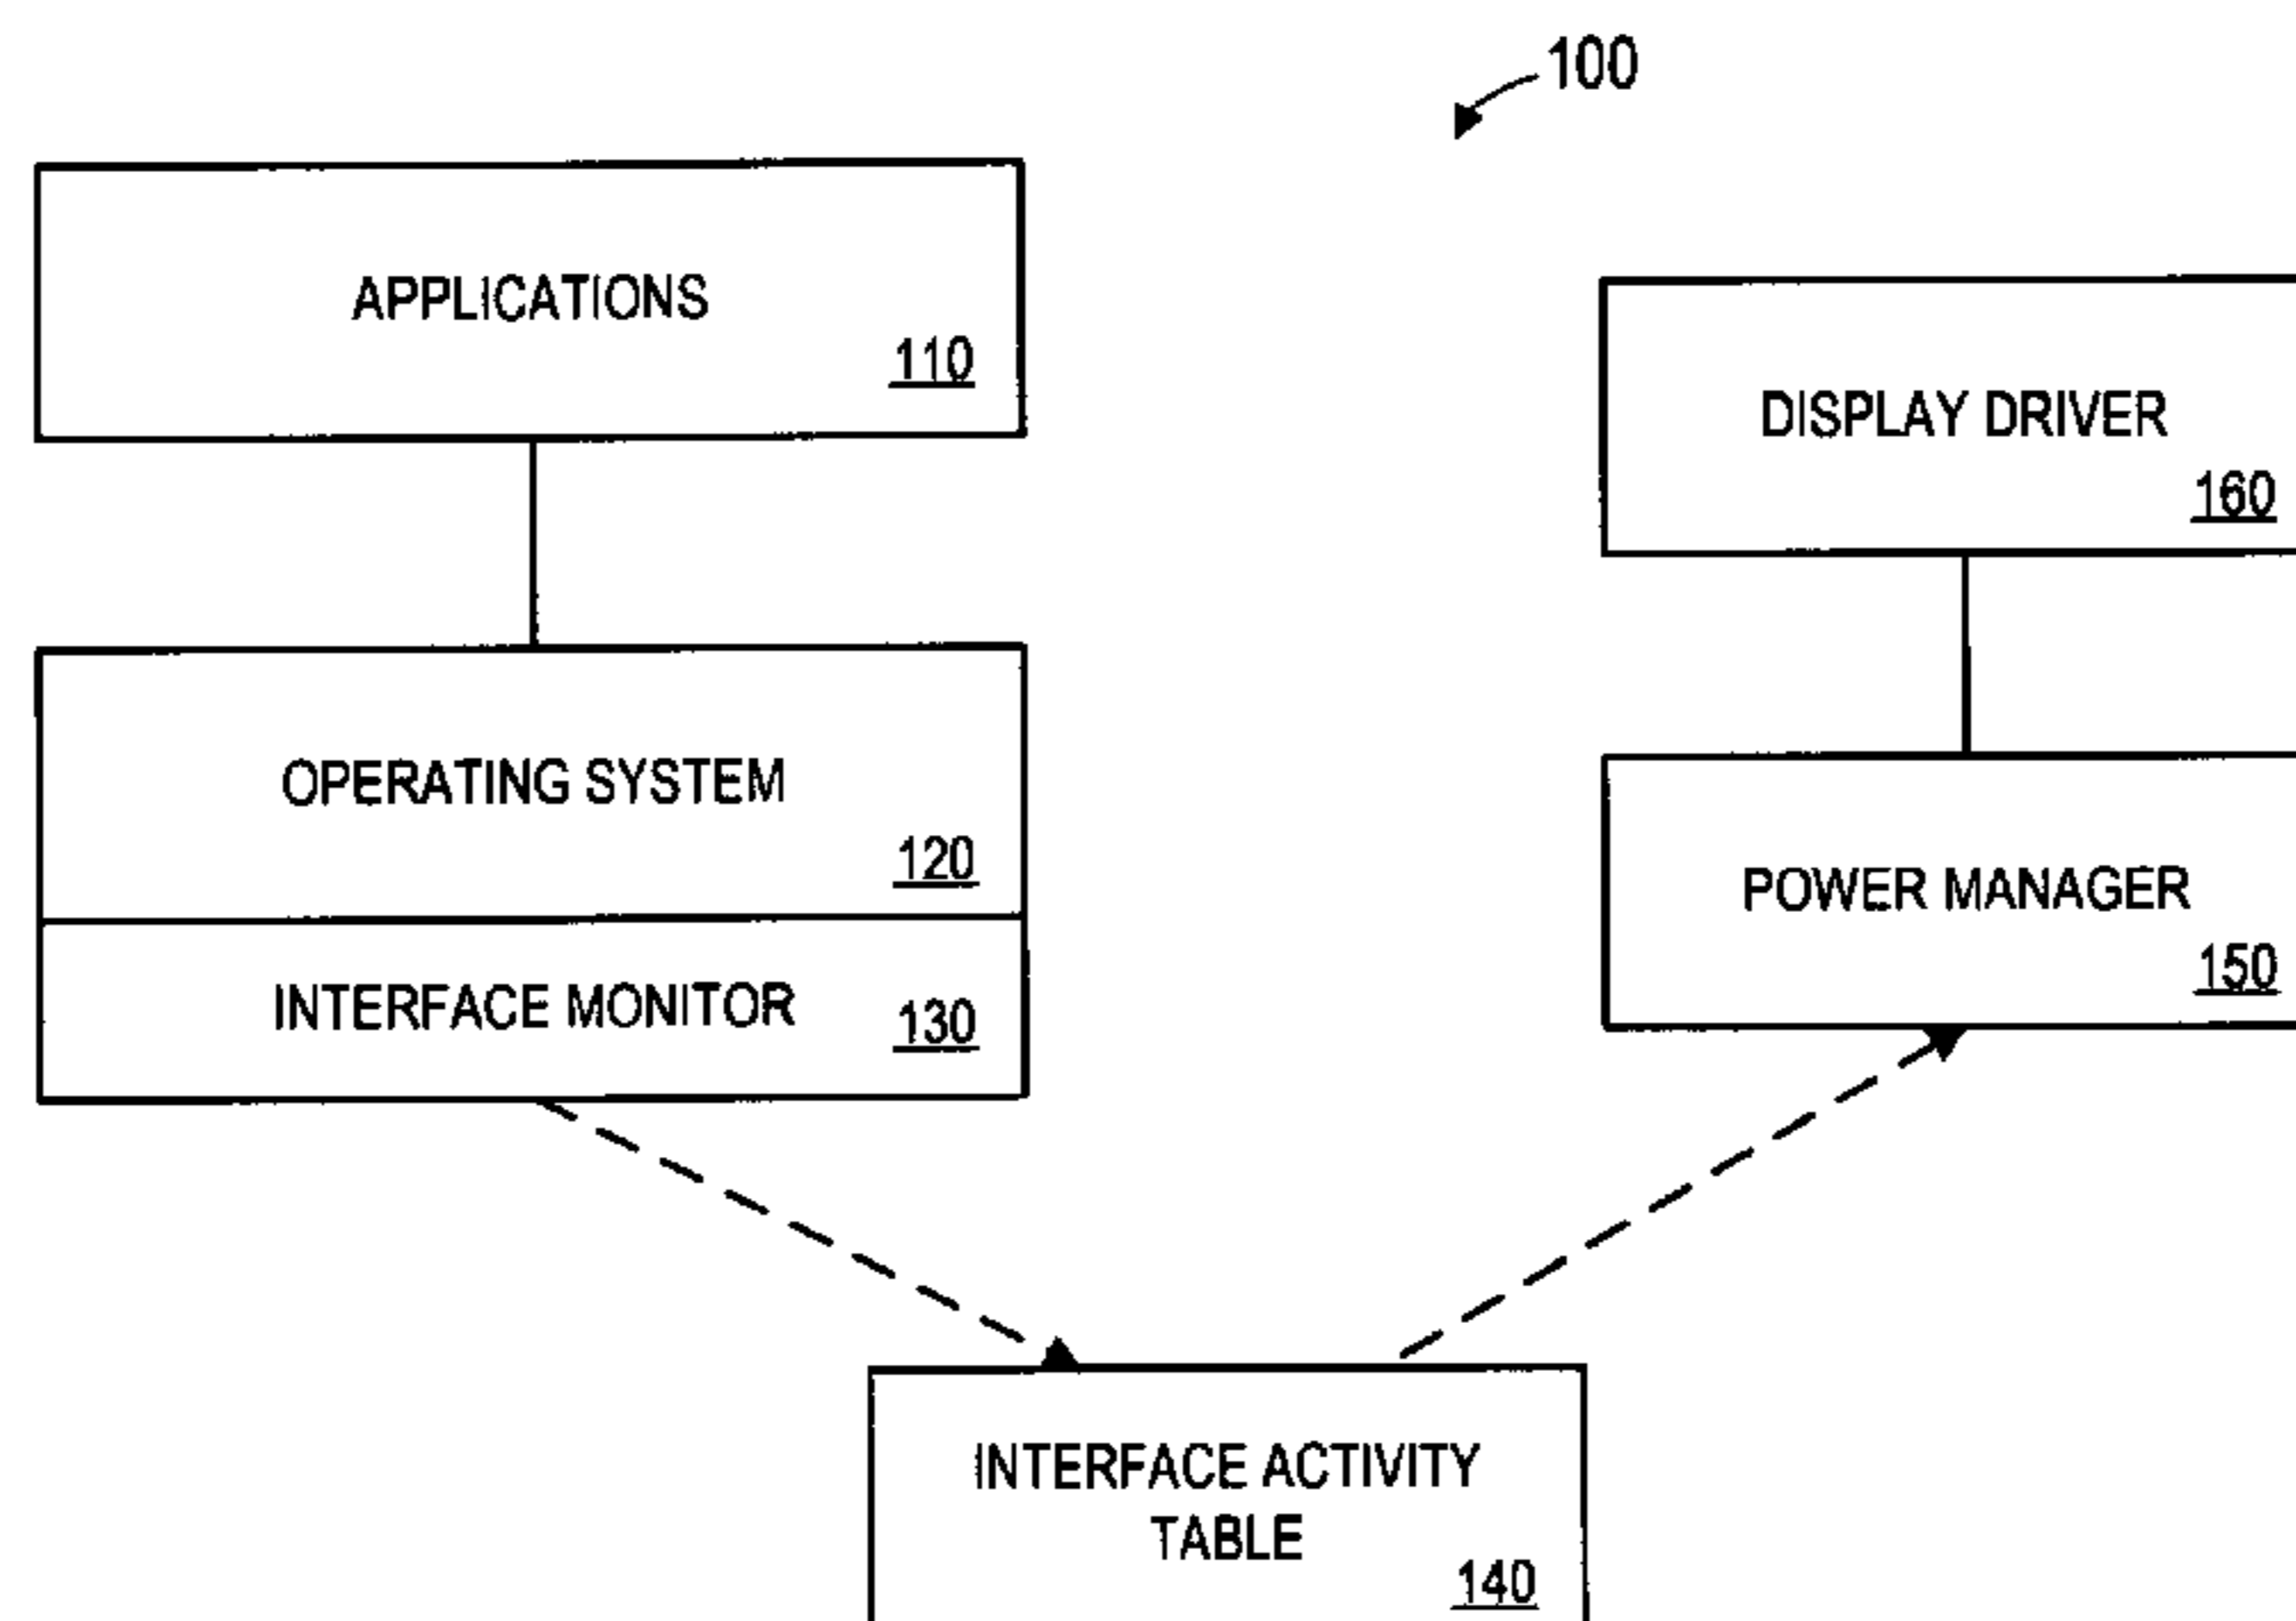 100
APPLICATIONS
110
DISPLAY DRIVER
160
OPERATING SYSTEM
120
POWER MANAGER
150
INTERFACE MONITOR
130
INTERFACE ACTIVITY
TABLE
140